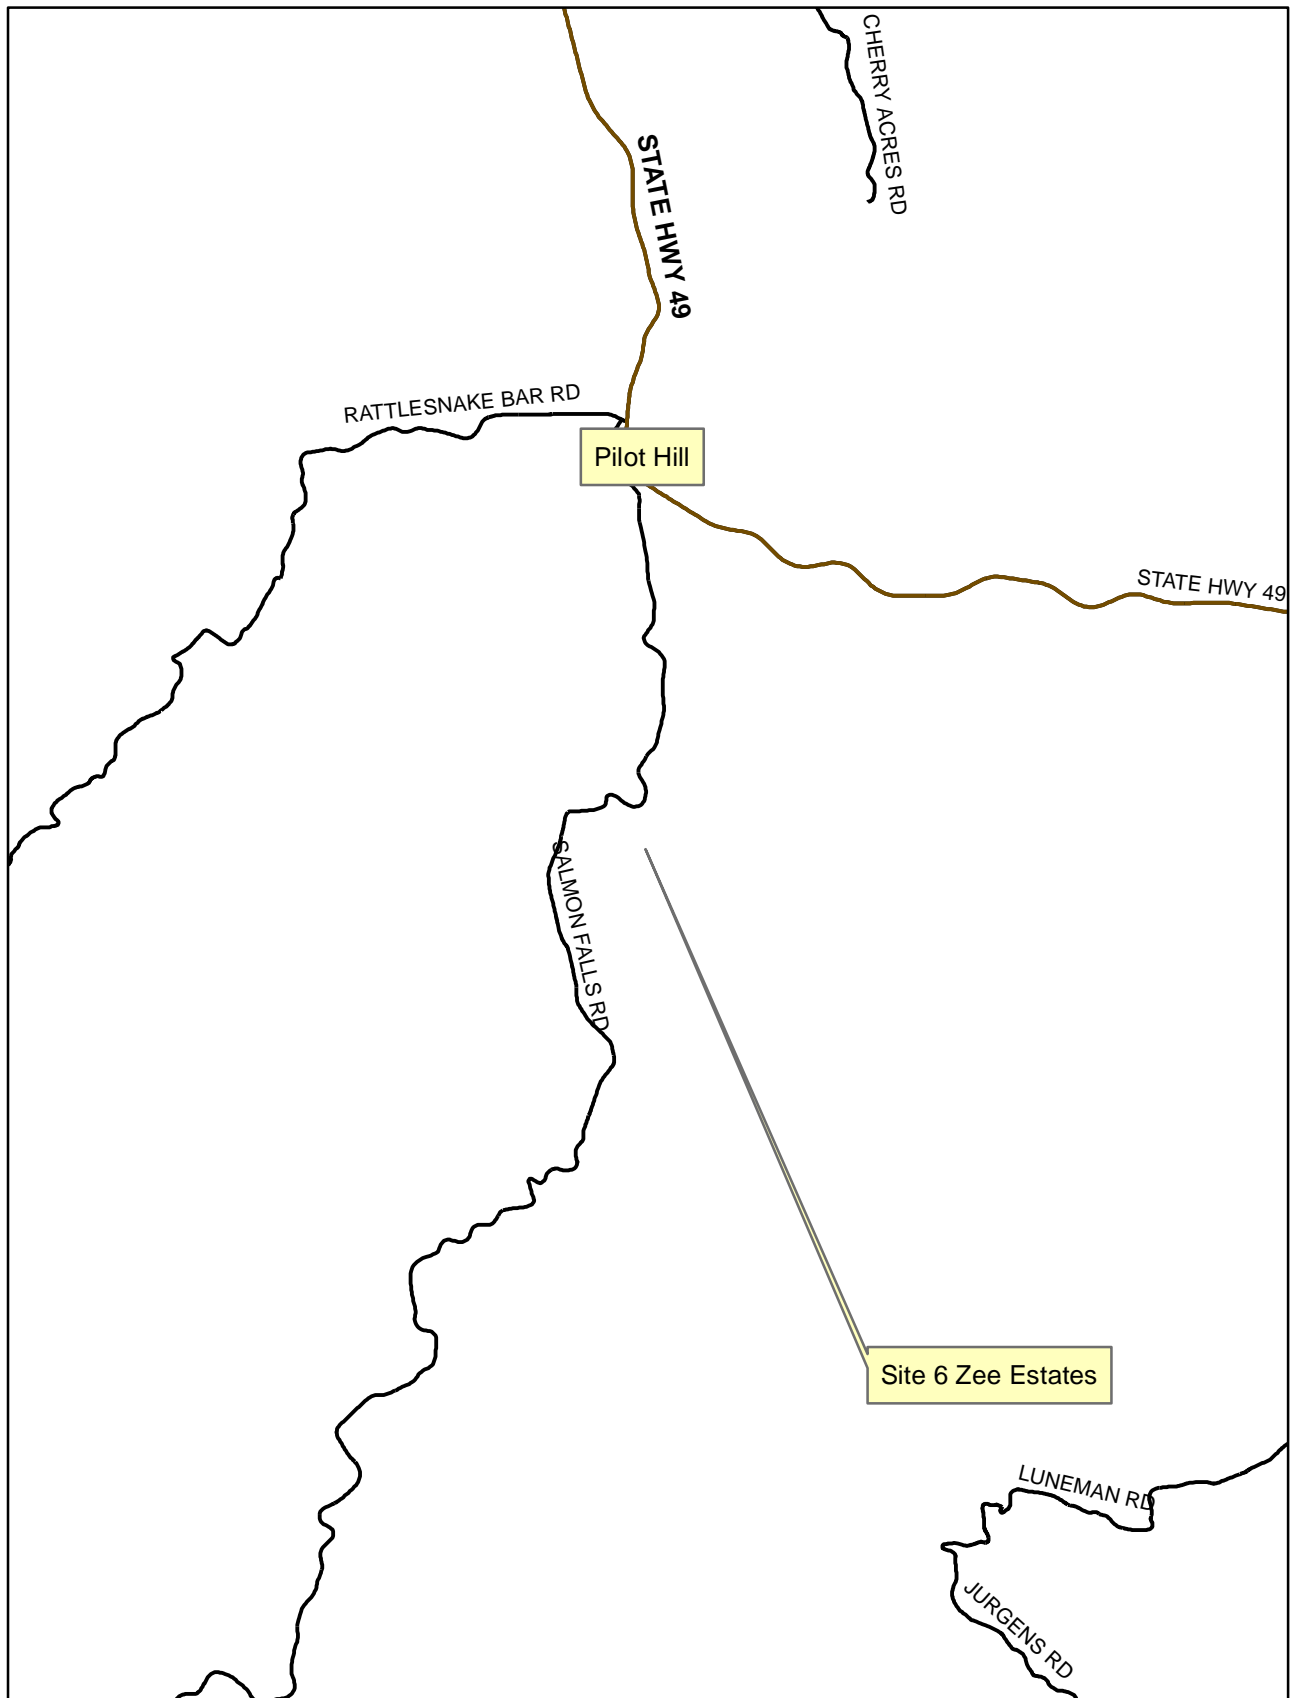 CHERRY ACRES RD
STATE HWY 49
RATTLESNAKE BAR RD
Pilot Hill
STATE HWY 49
SALMON FALLS RD
Site 6 Zee Estates
LUNEMAN RD
JURGENS RD